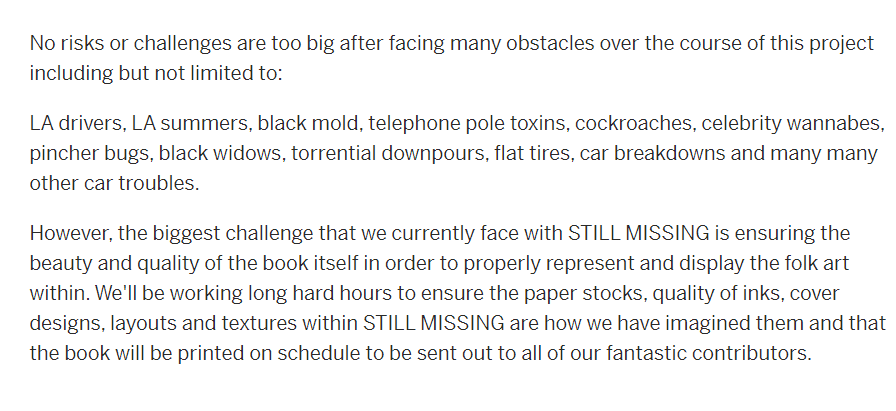 No risks or challenges are too big after facing many obstacles over the course of this project
including but not limited to:
LA drivers, LA summers, black mold, telephone pole toxins, cockroaches, celebrity wannabes,
pincher bugs, black widows, torrential downpours, flat tires, car breakdowns and many many
other car troubles.
However, the biggest challenge that we currently face with STILL MISSING is ensuring the
beauty and quality of the book itself in order to properly represent and display the folk art
within. We'll be working long hard hours to ensure the paper stocks, quality of inks, cover
designs, layouts and textures within STILL MISSING are how we have imagined them and that
the book will be printed on schedule to be sent out to all of our fantastic contributors.